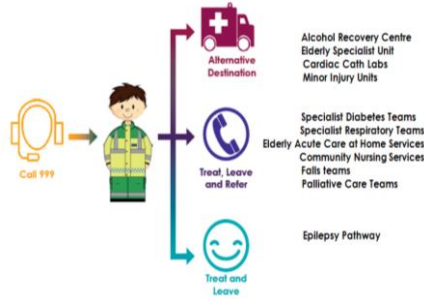 Call 999
Alternative
Destination
Alcohol Recovery Centre
Elderly Specialist Unit
Cardiac Cath Labs
Minor Injury Units
Treat, Leave
and Refer
Specialist Diabetes Teams
Specialist Respiratory Teams
Elderly Acute Care at Home Services
Community Nursing Services
Falls teams
Palliative Care Teams
Treat and
Leave
Epilepsy Pathway